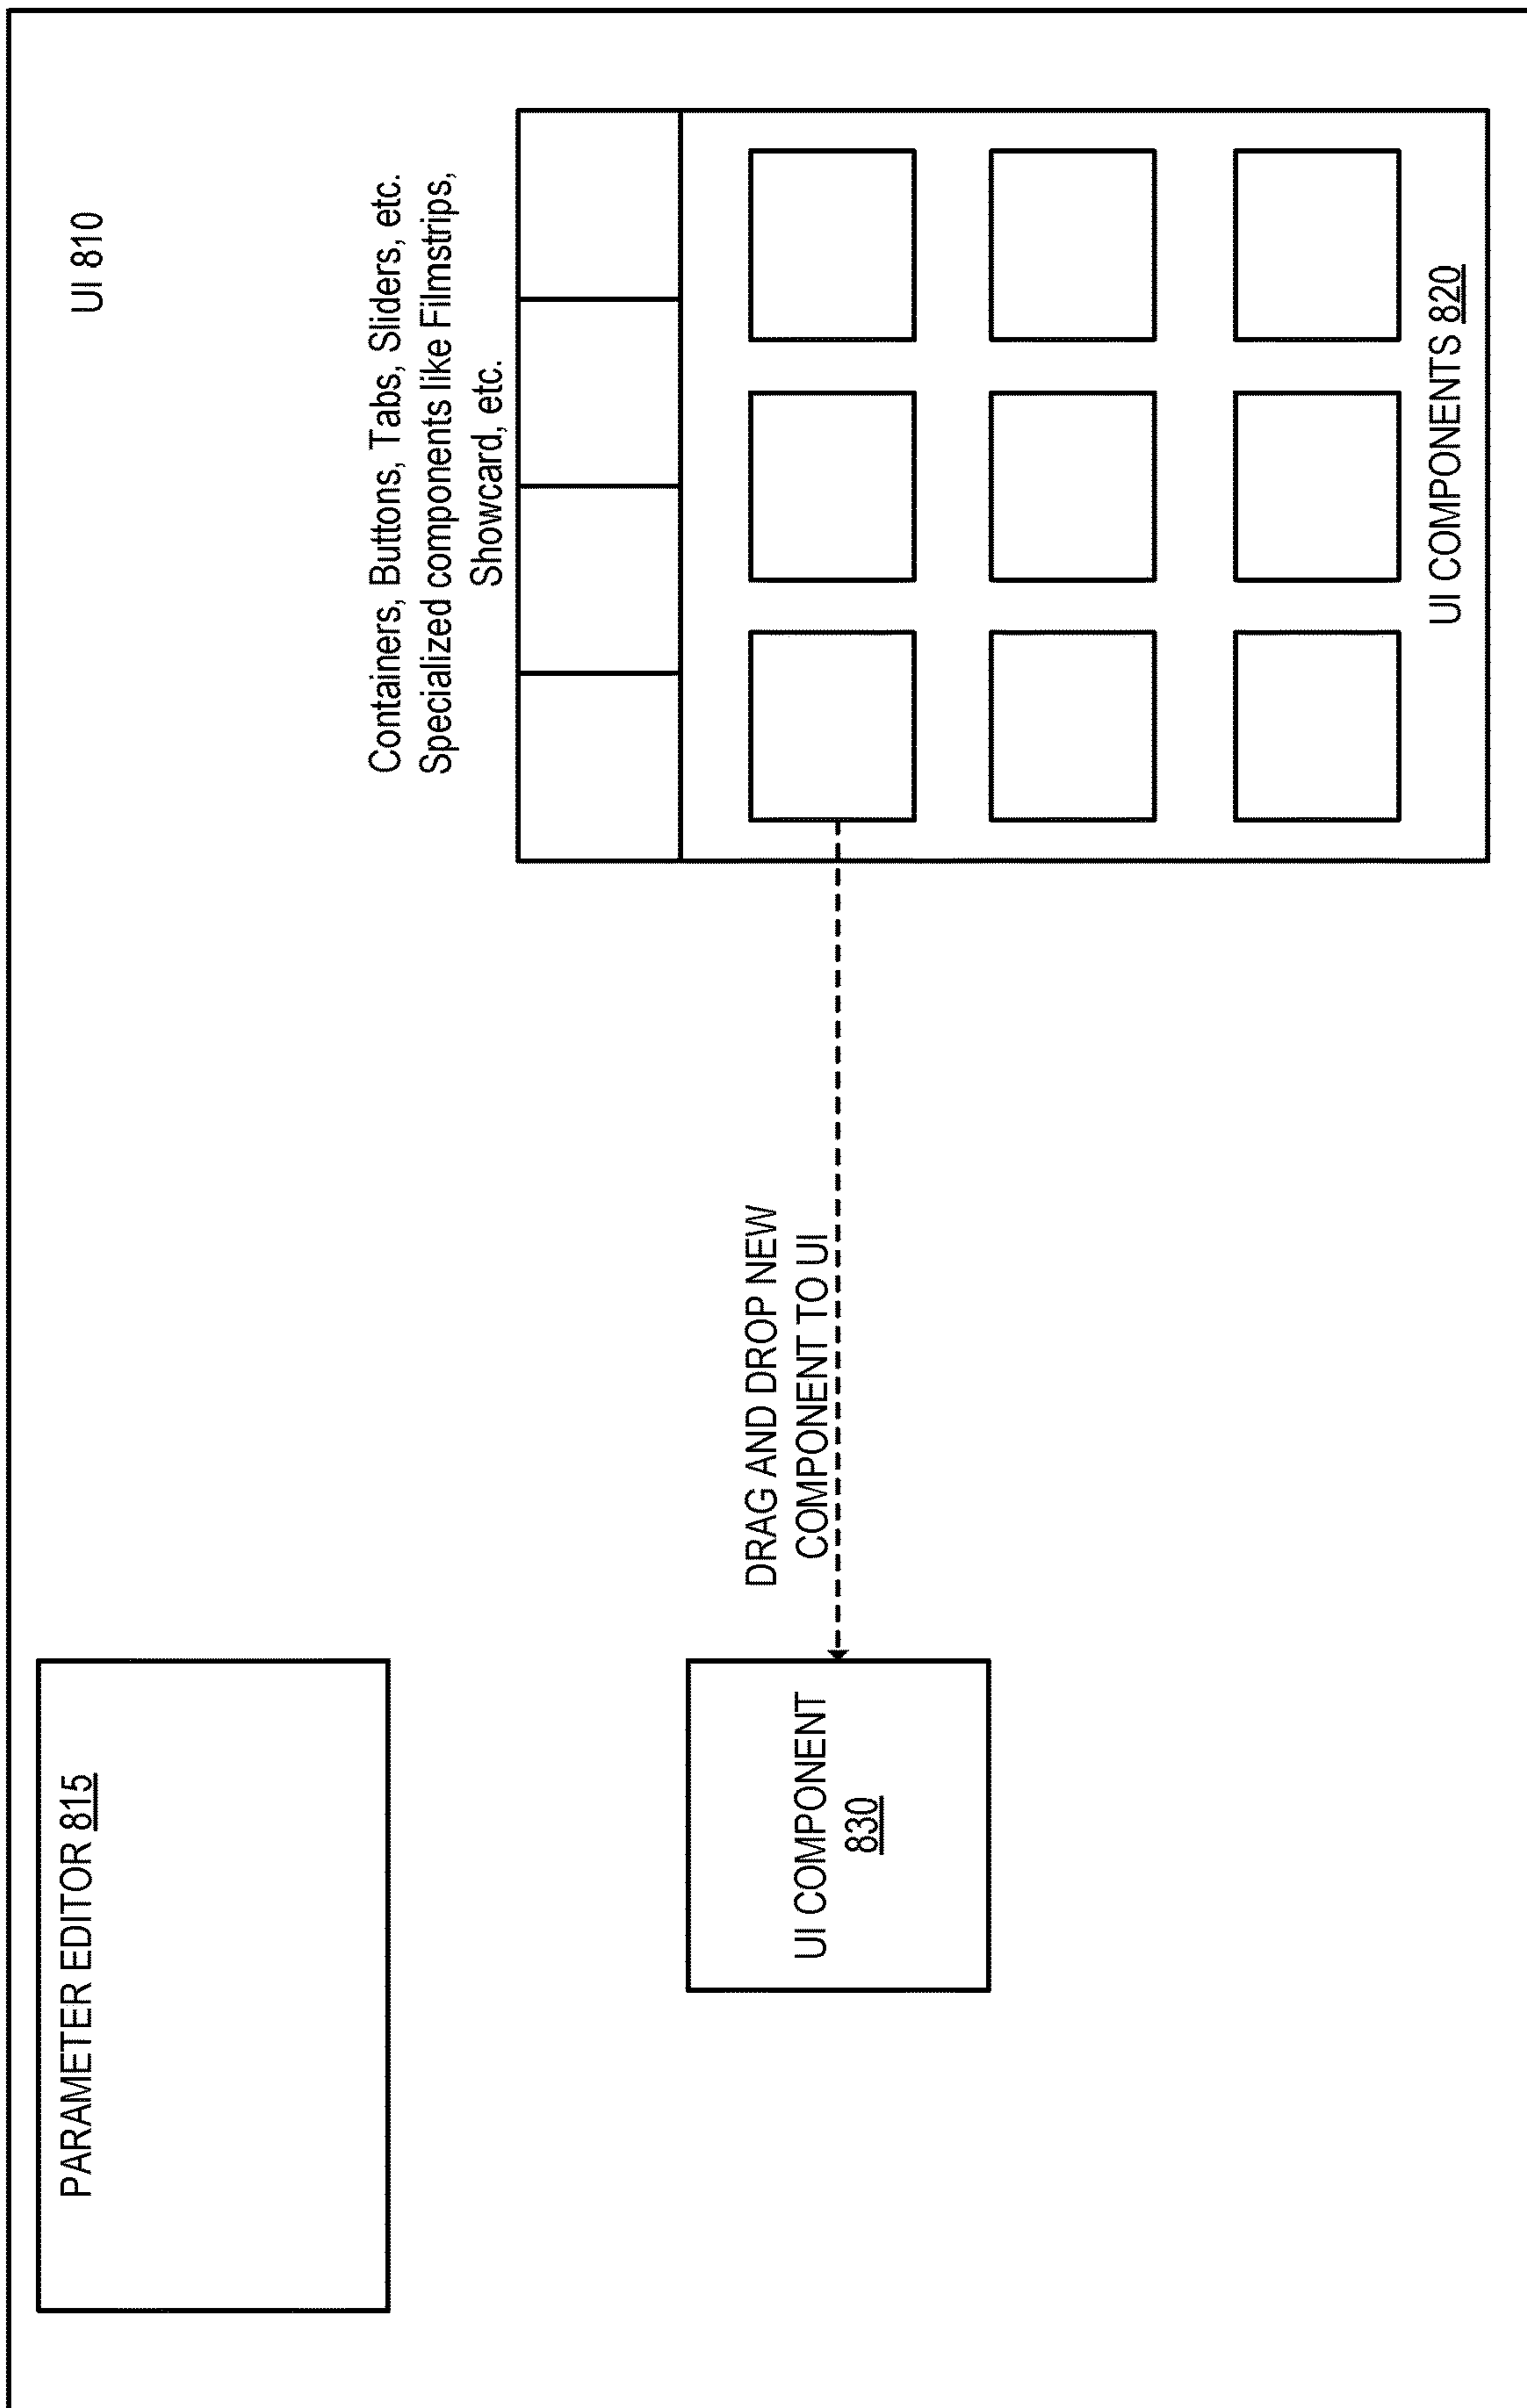 PARAMETER EDITOR 815
UI 810
Containers, Buttons, Tabs, Sliders, etc.
Specialized components like Filmstrips,
Showcard, etc.
DRAG AND DROP NEW
COMPONENT TO UI
UI COMPONENT
830
UI COMPONENTS 820